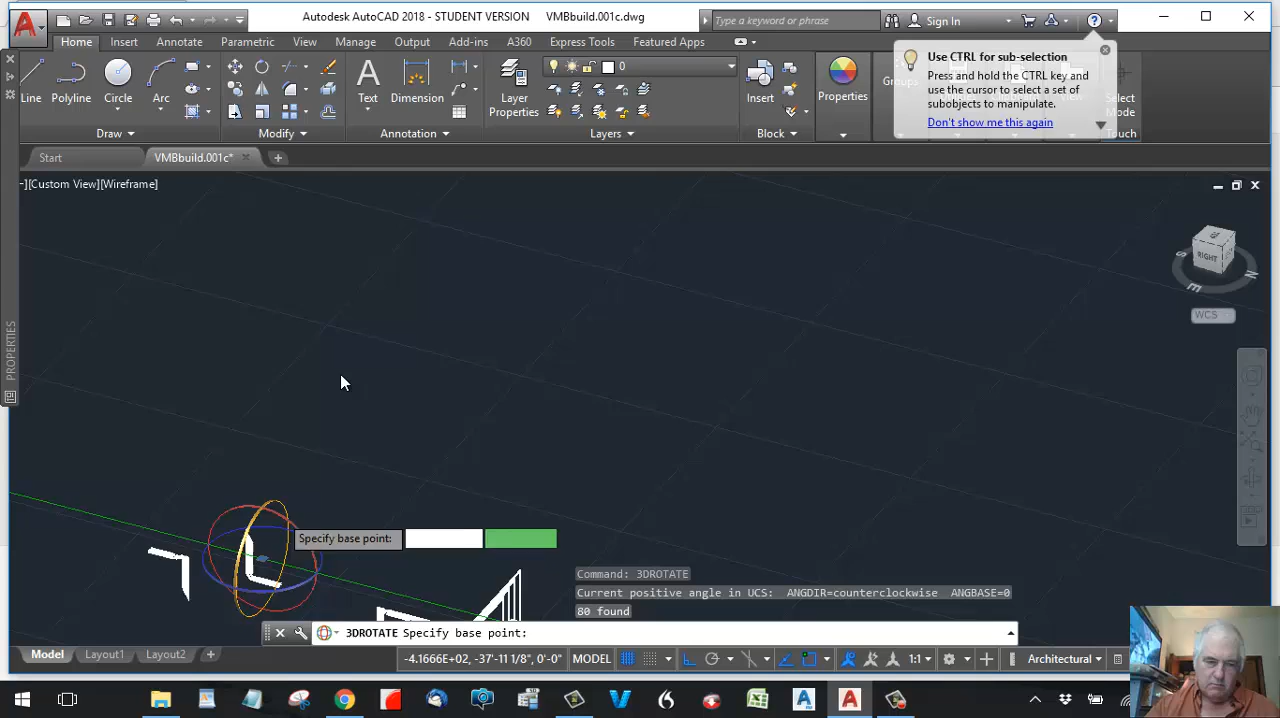 Autodesk AutoCAD 2018 - STUDENT VERSION VMBbuild.001c.dwg
Type a keyword or phrase
Sign In
Home Insert Annotate Parametric View Manage Output Add-ins A360 Express Tools Featured Apps
Use CTRL for sub-selection
Press and hold the CTRL key and
use the cursor to select a set of
subobjects to manipulate.
Don't show me this again
Line Polyline Circle Arc
Text Dimension
Layer
Properties
0
Insert
Properties
Groups
Select
Mode
Draw Modify Annotation Layers Block
Touch
Start VMBbuild.001c*
[Custom View][Wireframe]
RIGHT
S
E
N
WCS
PROPERTIES
Specify base point:
Command: 3DROTATE
Current positive angle in UCS: ANGDIR=counterclockwise ANGBASE=0
80 found
3DROTATE Specify base point:
Model Layout1 Layout2
-4.1666E+02, -37'-11 1/8", 0'-0" MODEL
1:1
Architectural